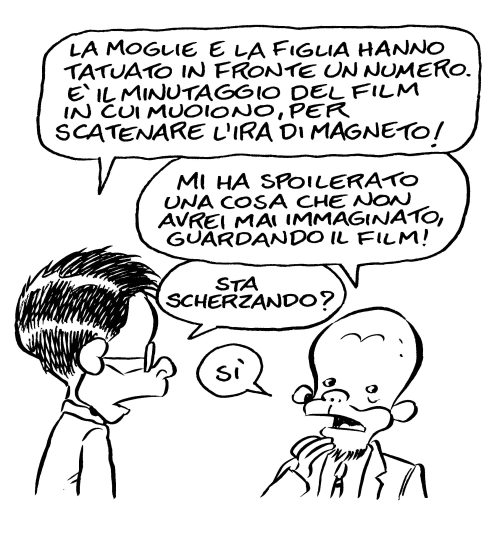 LA MOGLIE E LA FIGLIA HANNO
TATUATO IN FRONTE UN NUMERO.
E' IL MINUTAGGIO DEL FILM
IN CUI MUOIONO, PER
SCATENARE L'IRA DI MAGNETO!
MI HA SPOILERATO
UNA COSA CHE NON
AVREI MAI IMMAGINATO,
GUARDANDO IL FILM!
STA
SCHERZANDO?
SÌ